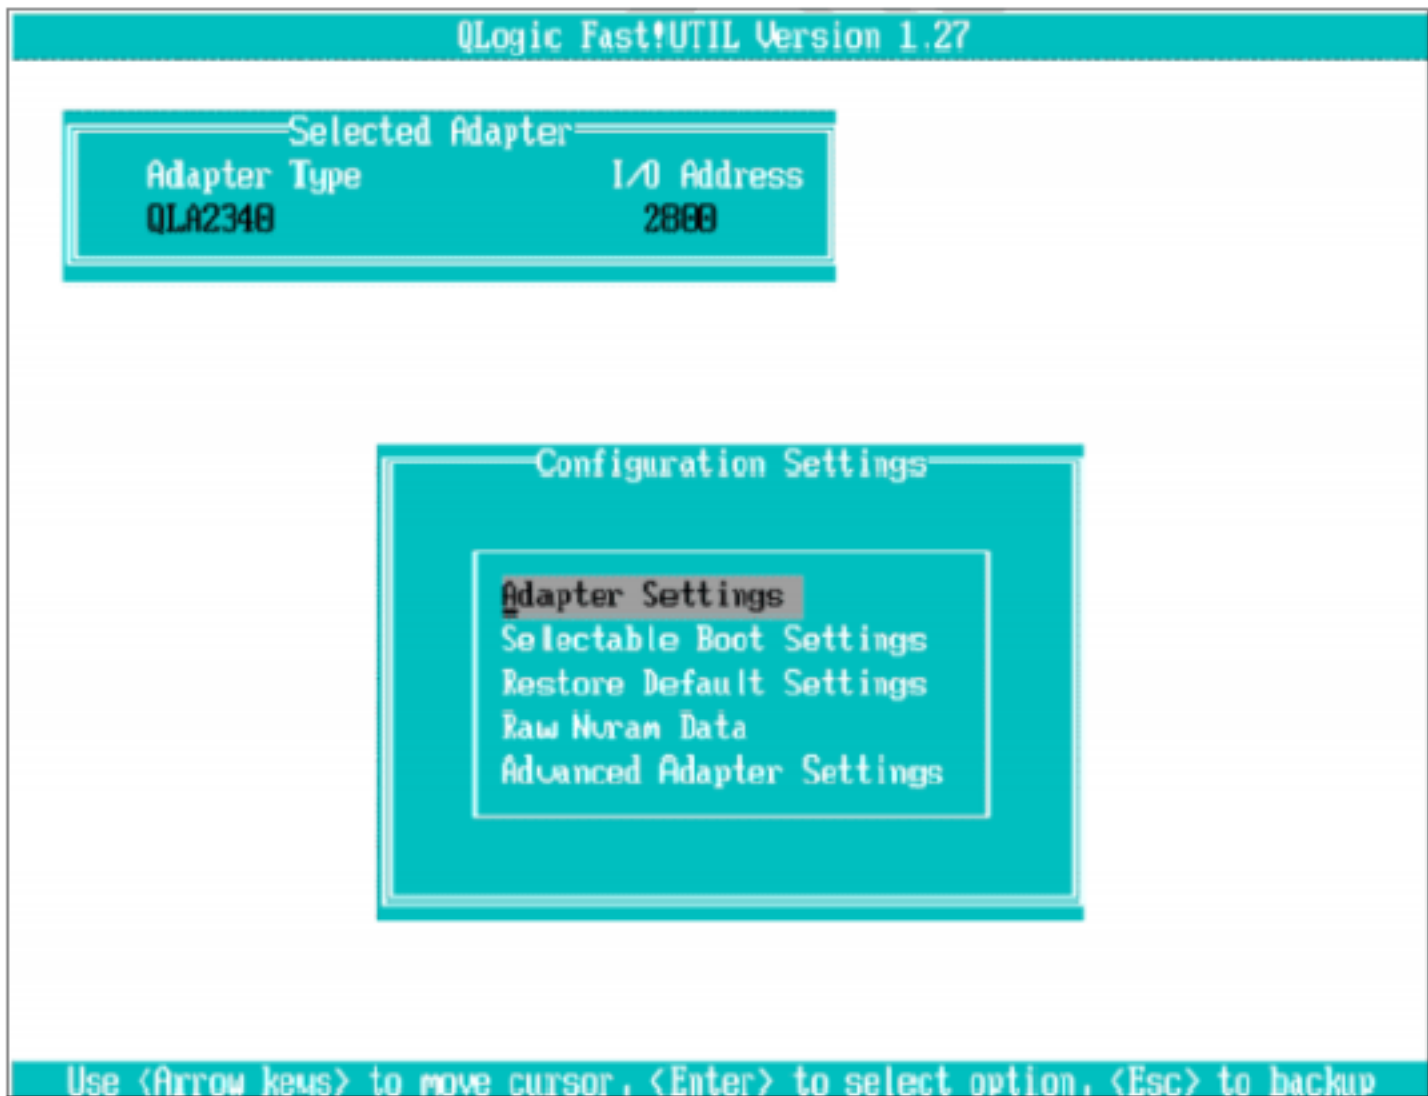 QLogic Fast!UTIL Version 1.27
Selected Adapter
Adapter Type I/O Address
QLA2340 2800
Configuration Settings
Adapter Settings
Selectable Boot Settings
Restore Default Settings
Raw Nvram Data
Advanced Adapter Settings
Use <Arrow keys> to move cursor, <Enter> to select option, <Esc> to backup